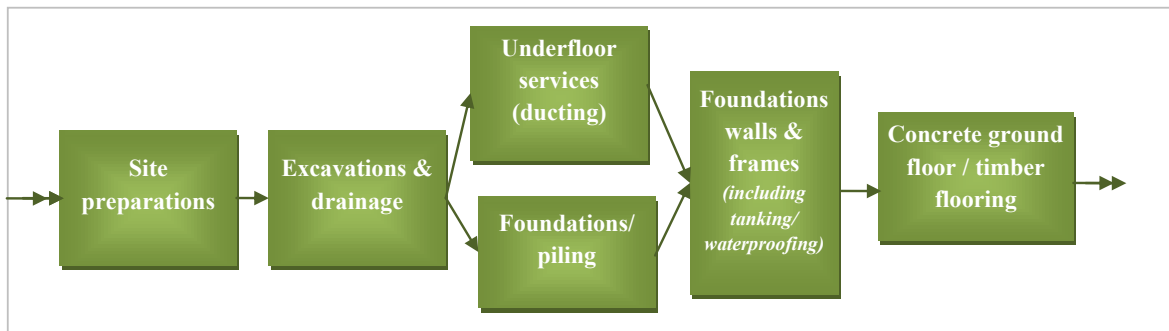 Site
preparations
Excavations &
drainage
Underfloor
services
(ducting)
Foundations/
piling
Foundations
walls &
frames
(including
tanking/
waterproofing)
Concrete ground
floor / timber
flooring